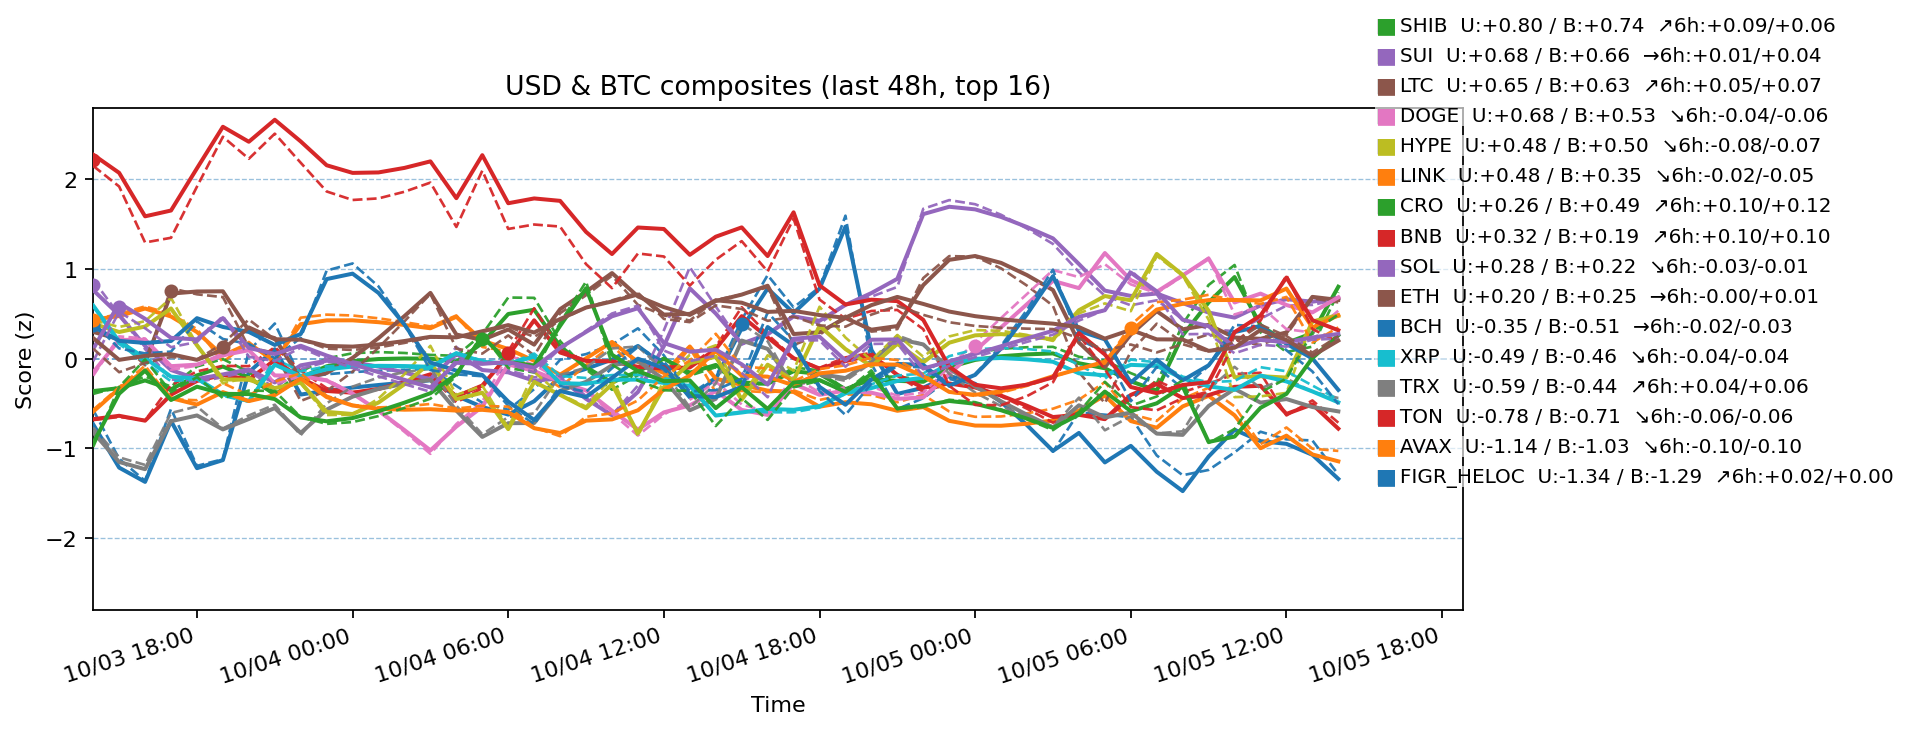 SHIB U:+0.80 / B:+0.74 ↗6h:+0.09/+0.06
SUI U:+0.68 / B:+0.66 →6h:+0.01/+0.04
LTC U:+0.65 / B:+0.63 ↗6h:+0.05/+0.07
DOGE U:+0.68 / B:+0.53 ↘6h:-0.04/-0.06
HYPE U:+0.48 / B:+0.50 ↘6h:-0.08/-0.07
LINK U:+0.48 / B:+0.35 ↘6h:-0.02/-0.05
CRO U:+0.26 / B:+0.49 ↗6h:+0.10/+0.12
BNB U:+0.32 / B:+0.19 ↗6h:+0.10/+0.10
SOL U:+0.28 / B:+0.22 ↘6h:-0.03/-0.01
ETH U:+0.20 / B:+0.25 →6h:-0.00/+0.01
BCH U:-0.35 / B:-0.51 →6h:-0.02/-0.03
XRP U:-0.49 / B:-0.46 ↘6h:-0.04/-0.04
TRX U:-0.59 / B:-0.44 ↗6h:+0.04/+0.06
TON U:-0.78 / B:-0.71 ↘6h:-0.06/-0.06
AVAX U:-1.14 / B:-1.03 ↘6h:-0.10/-0.10
FIGR_HELOC U:-1.34 / B:-1.29 ↗6h:+0.02/+0.00
USD & BTC composites (last 48h, top 16)
Score (z)
2
1
0
−1
−2
10/03 18:00
10/04 00:00
10/04 06:00
10/04 12:00
10/04 18:00
10/05 00:00
10/05 06:00
10/05 12:00
10/05 18:00
Time